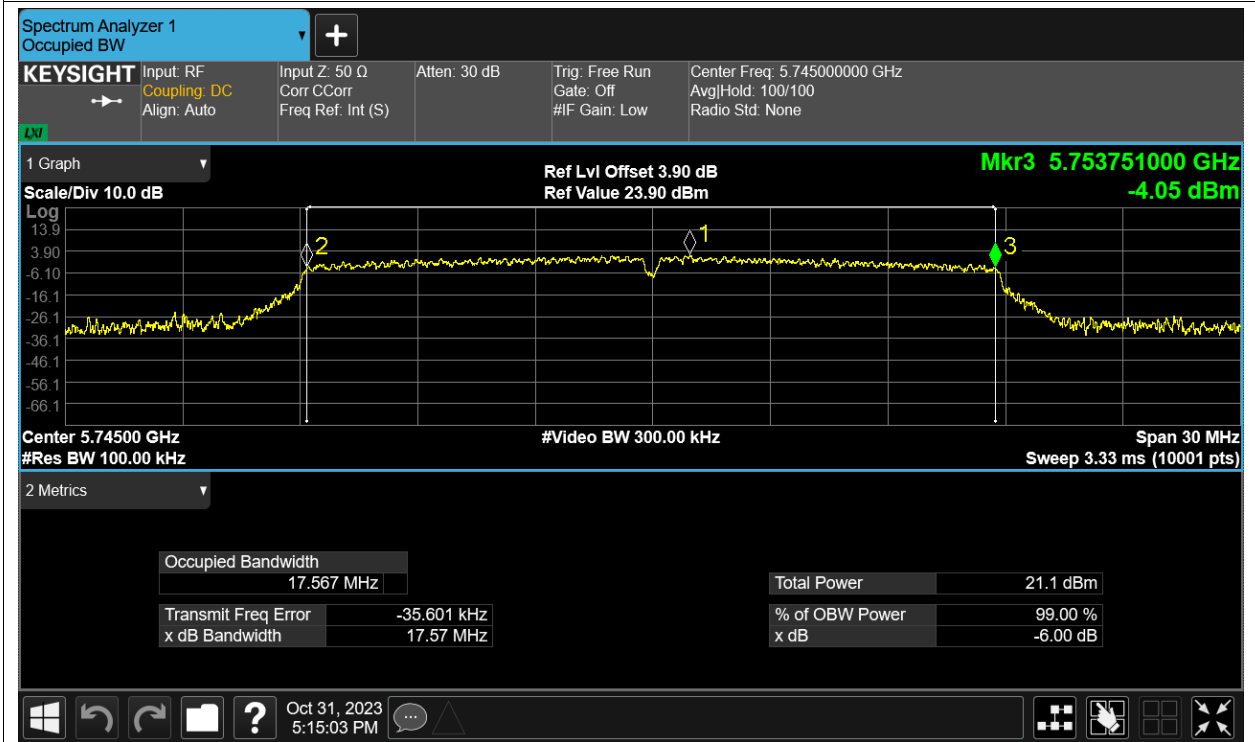 Spectrum Analyzer 1
Occupied BW
KEYSIGHT
LXI
Input: RF
Coupling: DC
Align: Auto
Input Z: 50 Ω
Corr CCorr
Freq Ref: Int (S)
Atten: 30 dB
Trig: Free Run
Gate: Off
#IF Gain: Low
Center Freq: 5.745000000 GHz
Avg|Hold: 100/100
Radio Std: None
1 Graph
Scale/Div 10.0 dB
Ref Lvl Offset 3.90 dB
Ref Value 23.90 dBm
Mkr3 5.753751000 GHz
-4.05 dBm
Log
13.9
3.90
-6.10
-16.1
-26.1
-36.1
-46.1
-56.1
-66.1
2
1
3
Center 5.74500 GHz
#Res BW 100.00 kHz
#Video BW 300.00 kHz
Span 30 MHz
Sweep 3.33 ms (10001 pts)
2 Metrics
Occupied Bandwidth
17.567 MHz
Transmit Freq Error -35.601 kHz
x dB Bandwidth 17.57 MHz
Total Power 21.1 dBm
% of OBW Power 99.00 %
x dB -6.00 dB
?
Oct 31, 2023
5:15:03 PM